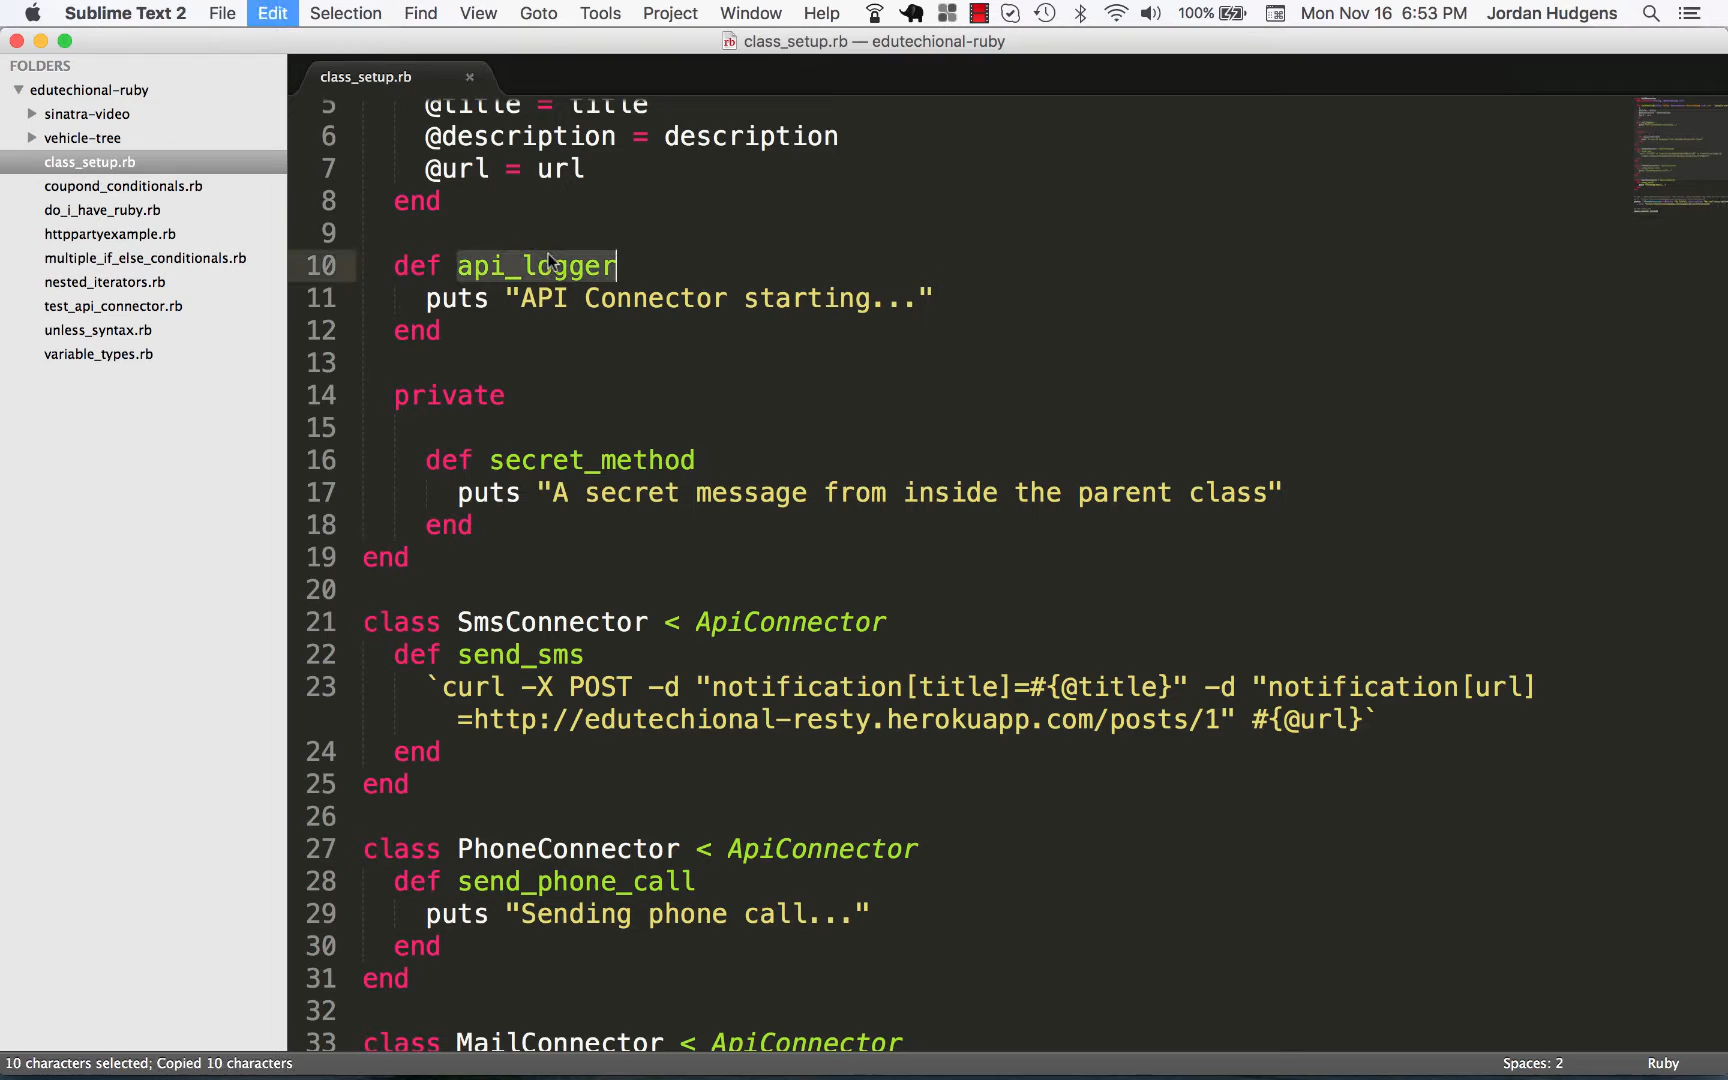 Sublime Text 2 File Edit Selection Find View Goto Tools Project Window Help 100% Mon Nov 16 6:53 PM Jordan Hudgens
class_setup.rb — edutechional-ruby
FOLDERS
edutechional-ruby
sinatra-video
vehicle-tree
class_setup.rb
coupond_conditionals.rb
do_i_have_ruby.rb
httppartyexample.rb
multiple_if_else_conditionals.rb
nested_iterators.rb
test_api_connector.rb
unless_syntax.rb
variable_types.rb
class_setup.rb ×
5 @title = title
6 @description = description
7 @url = url
8 end
9
10 def api_logger
11 puts "API Connector starting..."
12 end
13
14 private
15
16 def secret_method
17 puts "A secret message from inside the parent class"
18 end
19 end
20
21 class SmsConnector < ApiConnector
22 def send_sms
23 `curl -X POST -d "notification[title]=#{@title}" -d "notification[url]
=http://edutechional-resty.herokuapp.com/posts/1" #{@url}`
24 end
25 end
26
27 class PhoneConnector < ApiConnector
28 def send_phone_call
29 puts "Sending phone call..."
30 end
31 end
32
33 class MailConnector < ApiConnector
10 characters selected; Copied 10 characters Spaces: 2 Ruby